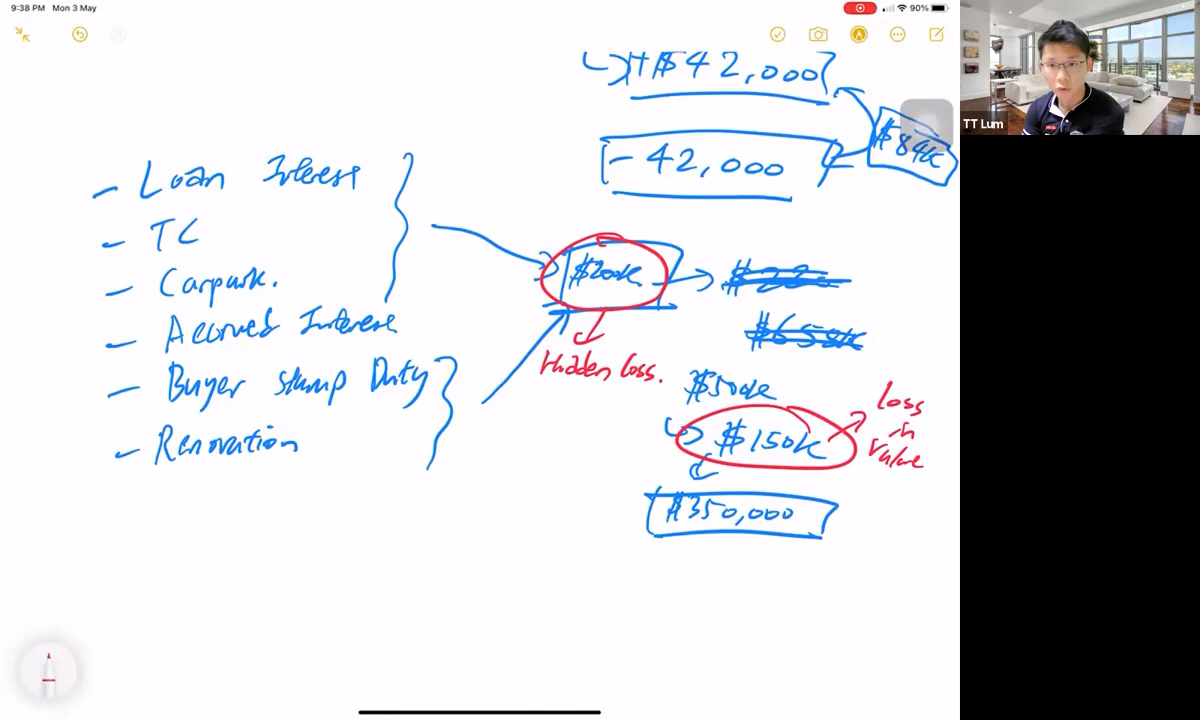 9:38 PM Mon 3 May
90%
TT Lum
+$42,000
$84k
- 42,000
- Loan Interest
- TC
- Carpark.
- Accrued Interest
- Buyer Stamp Duty
- Renovation
$200k
Hidden loss.
$500k
$150k
loss
in
Value
$350,000